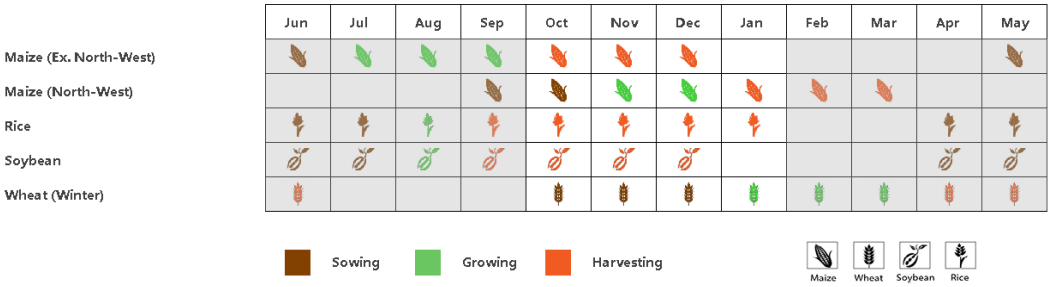 Jun Jul Aug Sep Oct Nov Dec Jan Feb Mar Apr May
Maize (Ex. North-West)
Maize (North-West)
Rice
Soybean
Wheat (Winter)
Sowing Growing Harvesting
Maize Wheat Soybean Rice